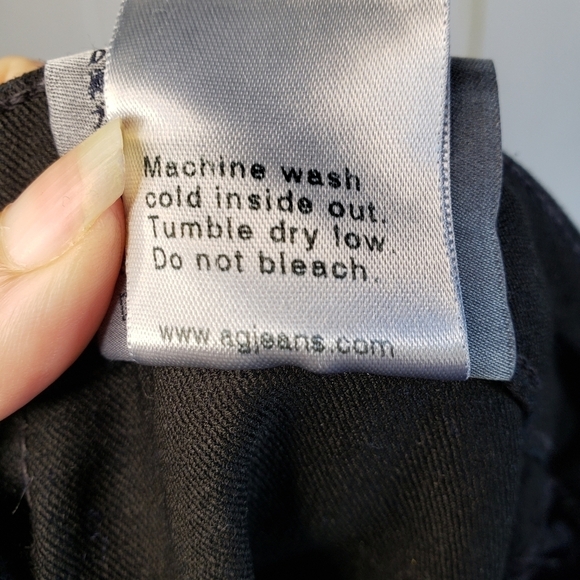 Machine wash
cold inside out.
Tumble dry low.
Do not bleach.
www.agjeans.com